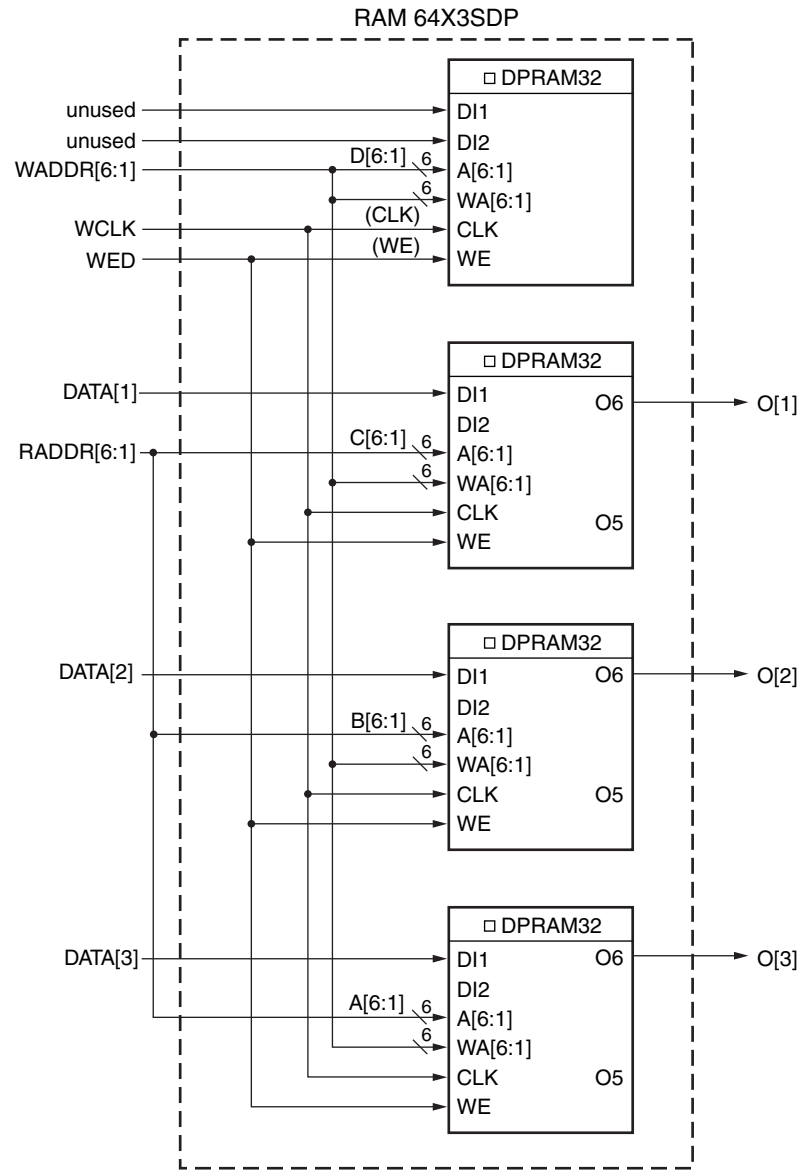 RAM 64X3SDP
DPRAM32
unused
DI1
unused
DI2
WADDR[6:1]
D[6:1]
6
A[6:1]
6
WA[6:1]
WCLK
(CLK)
CLK
WED
(WE)
WE
DPRAM32
DATA[1]
DI1
O6
O[1]
DI2
RADDR[6:1]
C[6:1]
6
A[6:1]
6
WA[6:1]
CLK
O5
WE
DPRAM32
DATA[2]
DI1
O6
O[2]
DI2
B[6:1]
6
A[6:1]
6
WA[6:1]
CLK
O5
WE
DPRAM32
DATA[3]
DI1
O6
O[3]
DI2
A[6:1]
6
A[6:1]
6
WA[6:1]
CLK
O5
WE